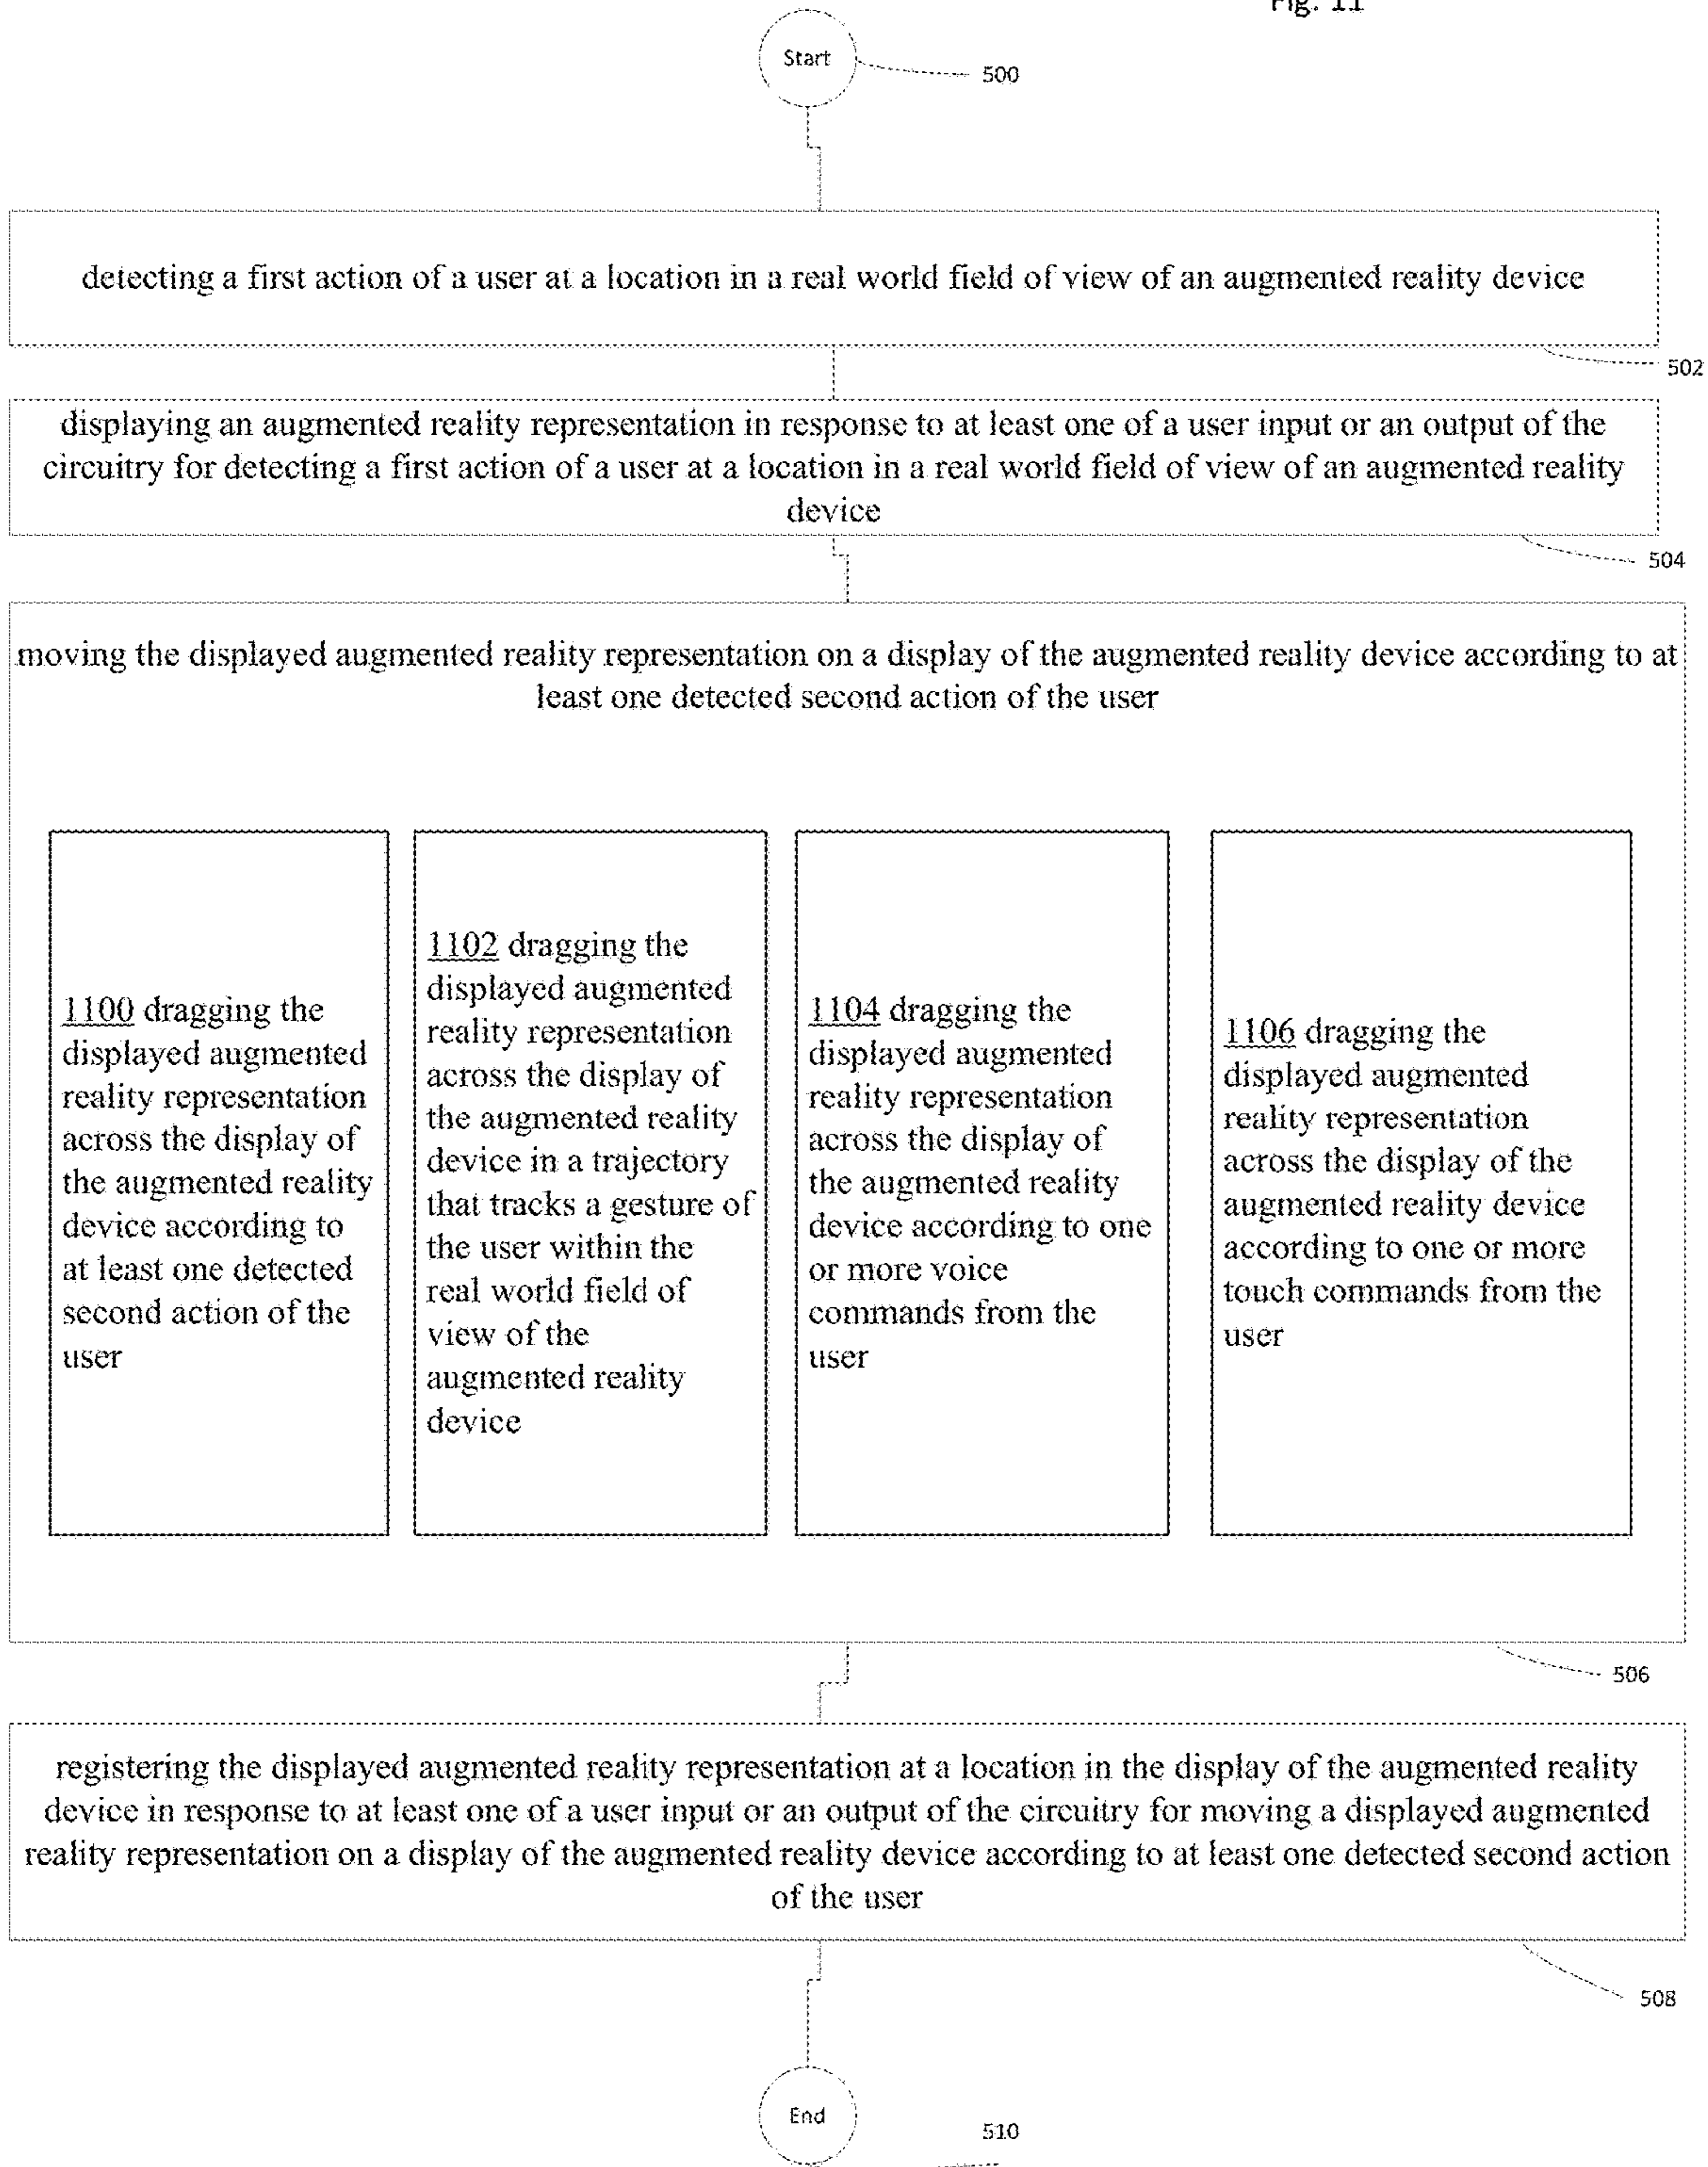 Fig. 11
Start
500
detecting a first action of a user at a location in a real world field of view of an augmented reality device
502
displaying an augmented reality representation in response to at least one of a user input or an output of the
circuitry for detecting a first action of a user at a location in a real world field of view of an augmented reality
device
504
moving the displayed augmented reality representation on a display of the augmented reality device according to at
least one detected second action of the user
1100 dragging the
displayed augmented
reality representation
across the display of
the augmented reality
device according to
at least one detected
second action of the
user
1102 dragging the
displayed augmented
reality representation
across the display of
the augmented reality
device in a trajectory
that tracks a gesture of
the user within the
real world field of
view of the
augmented reality
device
1104 dragging the
displayed augmented
reality representation
across the display of
the augmented reality
device according to one
or more voice
commands from the
user
1106 dragging the
displayed augmented
reality representation
across the display of the
augmented reality device
according to one or more
touch commands from the
user
506
registering the displayed augmented reality representation at a location in the display of the augmented reality
device in response to at least one of a user input or an output of the circuitry for moving a displayed augmented
reality representation on a display of the augmented reality device according to at least one detected second action
of the user
508
End
510